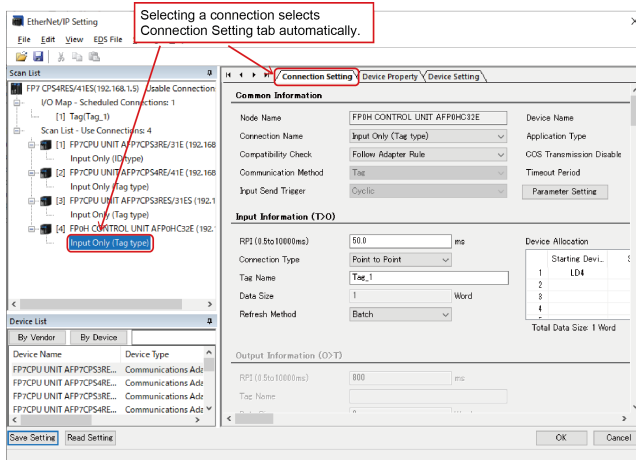 EtherNet/IP Setting
Selecting a connection selects
Connection Setting tab automatically.
File Edit View EDS File
Scan List
FP7 CPS4RES/41ES(192.168.1.5) Usable Connection
I/O Map - Scheduled Connections: 1
[1] Tag(Tag_1)
Scan List - Use Connections: 4
[1] FP7CPU UNIT AFP7CPS3RE/31E (192.168
Input Only (ID type)
[2] FP7CPU UNIT AFP7CPS4RE/41E (192.168
Input Only (Tag type)
[3] FP7CPU UNIT AFP7CPS3RES/31ES (192.1
Input Only (Tag type)
[4] FP0H CONTROL UNIT AFP0HC32E (192.
Input Only (Tag type)
Device List
By Vendor By Device
Device Name Device Type
FP7CPU UNIT AFP7CPS3RE... Communications Ada
FP7CPU UNIT AFP7CPS4RE... Communications Ada
FP7CPU UNIT AFP7CPS3RE... Communications Ada
FP7CPU UNIT AFP7CPS4RE... Communications Ada
Save Setting Read Setting
Connection Setting Device Property Device Setting
Common Information
Node Name FP0H CONTROL UNIT AFP0HC32E Device Name
Connection Name Input Only (Tag type) Application Type
Compatibility Check Follow Adapter Rule COS Transmission Disable
Communication Method Tag Timeout Period
Input Send Trigger Cyclic Parameter Setting
Input Information (T>O)
RPI (0.5to10000ms) 50.0 ms Device Allocation
Connection Type Point to Point Starting Devi...
Tag Name Tag_1 1 LD4
2
Data Size 1 Word 3
Refresh Method Batch 4
Total Data Size: 1 Word
Output Information (O>T)
RPI (0.5to10000ms) 800 ms
Tag Name
OK Cancel